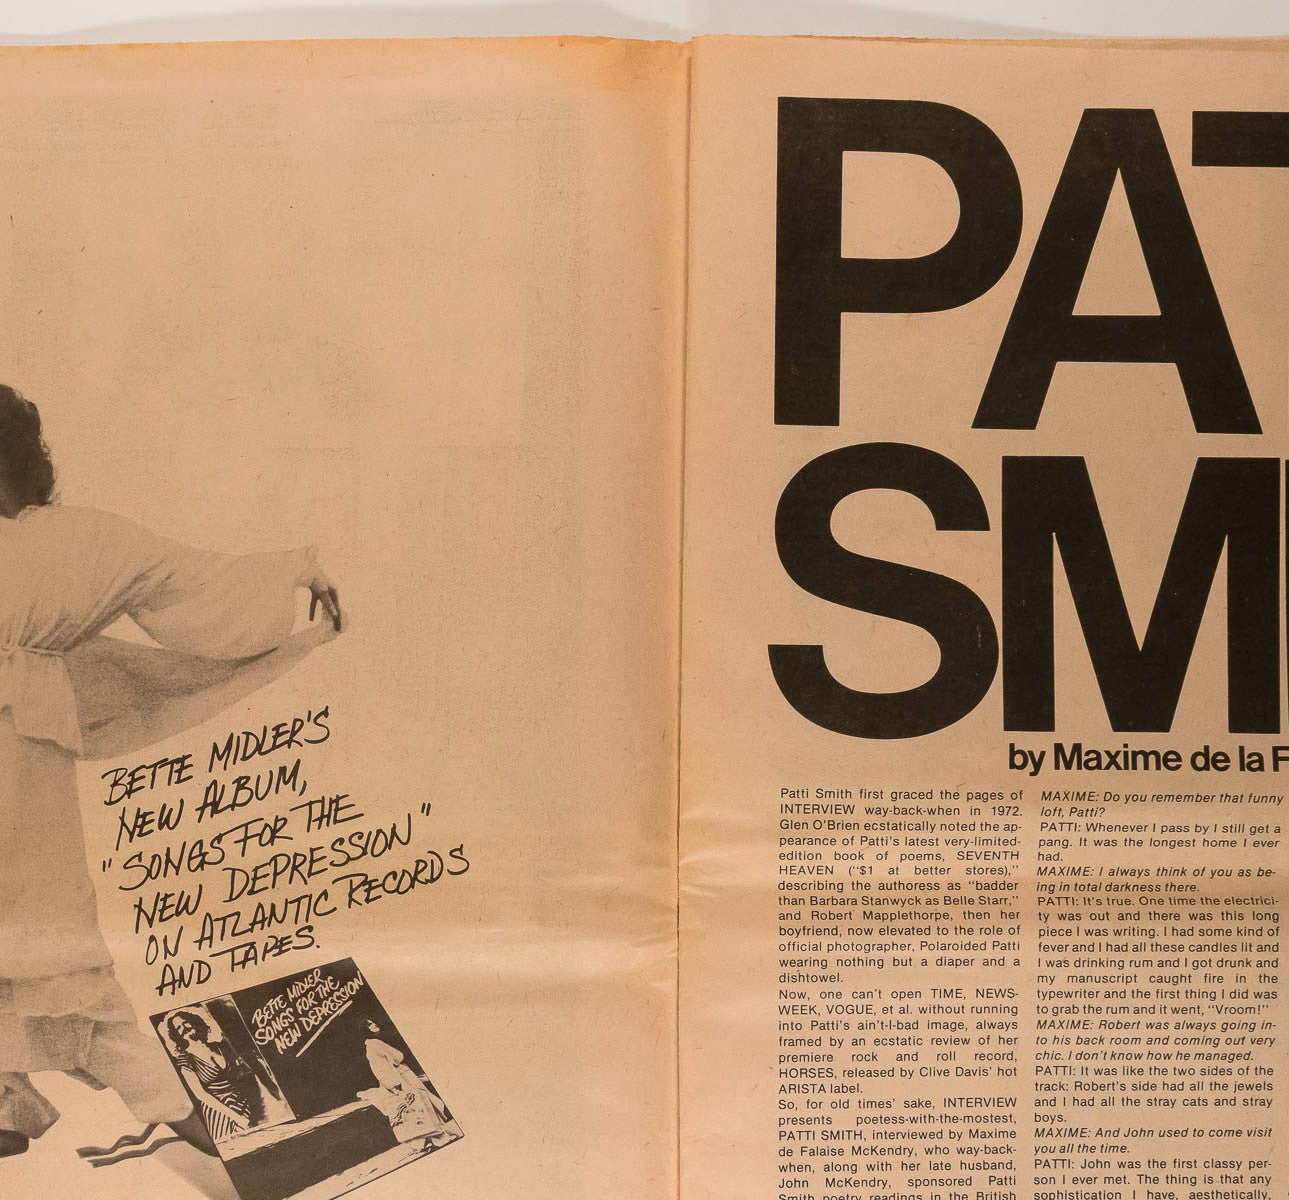 BETTE MIDLER'S
NEW ALBUM,
"SONGS FOR THE
NEW DEPRESSION"
ON ATLANTIC RECORDS
AND TAPES.
BETTE MIDLER
SONGS FOR THE
NEW DEPRESSION
PAT
SM
by Maxime de la F
Patti Smith first graced the pages of
INTERVIEW way-back-when in 1972.
Glen O'Brien ecstatically noted the ap-
pearance of Patti's latest very-limited-
edition book of poems, SEVENTH
HEAVEN ("$1 at better stores),"
describing the authoress as "badder
than Barbara Stanwyck as Belle Starr,"
and Robert Mapplethorpe, then her
boyfriend, now elevated to the role of
official photographer, Polaroided Patti
wearing nothing but a diaper and a
dishtowel.
Now, one can't open TIME, NEWS-
WEEK, VOGUE, et al. without running
into Patti's ain't-I-bad image, always
framed by an ecstatic review of her
premiere rock and roll record,
HORSES, released by Clive Davis' hot
ARISTA label.
So, for old times' sake, INTERVIEW
presents poetess-with-the-mostest,
PATTI SMITH, interviewed by Maxime
de Falaise McKendry, who way-back-
when, along with her late husband,
John McKendry, sponsored Patti
Smith poetry readings in the British
MAXIME: Do you remember that funny
loft, Patti?
PATTI: Whenever I pass by I still get a
pang. It was the longest home I ever
had.
MAXIME: I always think of you as be-
ing in total darkness there.
PATTI: It's true. One time the electrici-
ty was out and there was this long
piece I was writing. I had some kind of
fever and I had all these candles lit and
I was drinking rum and I got drunk and
my manuscript caught fire in the
typewriter and the first thing I did was
to grab the rum and it went, "Vroom!"
MAXIME: Robert was always going in-
to his back room and coming out very
chic. I don't know how he managed.
PATTI: It was like the two sides of the
track: Robert's side had all the jewels
and I had all the stray cats and stray
boys.
MAXIME: And John used to come visit
you all the time.
PATTI: John was the first classy per-
son I ever met. The thing is that any
sophistication I have, aesthetically,